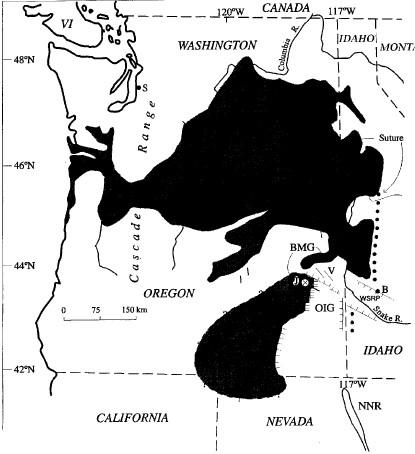 120°W CANADA 117°W
VI
WASHINGTON
Columbia R.
IDAHO
MONTA
48°N
S
Cascade Range
Suture
46°N
BMG
V
44°N
J
B
WSRP
OREGON
Snake R.
OIG
0 75 150 km
IDAHO
42°N
117°W
CALIFORNIA
NEVADA
NNR